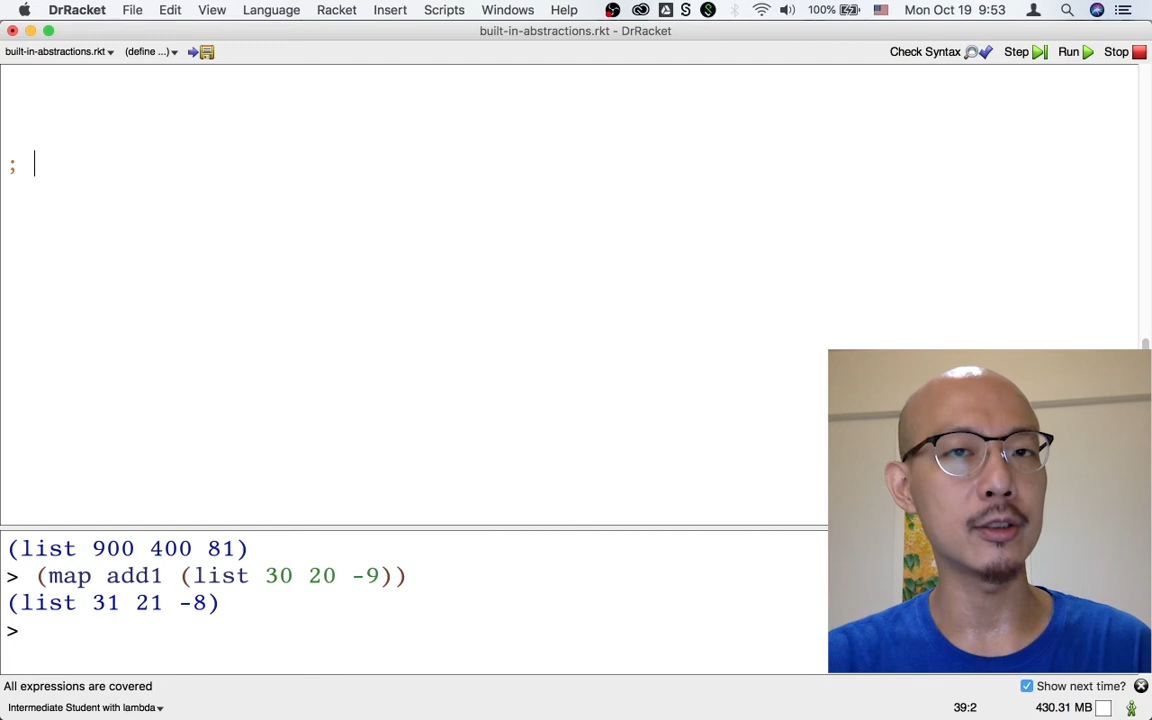 DrRacket File Edit View Insert Language Racket Insert Scripts Windows Help 100% Mon Oct 19 9:53
built-in-abstractions.rkt - DrRacket
built-in-abstractions.rkt (define ...) Check Syntax Step Run Stop
;
(list 900 400 81)
> (map add1 (list 30 20 -9))
(list 31 21 -8)
>
All expressions are covered Show next time?
Intermediate Student with lambda 39:2 430.31 MB